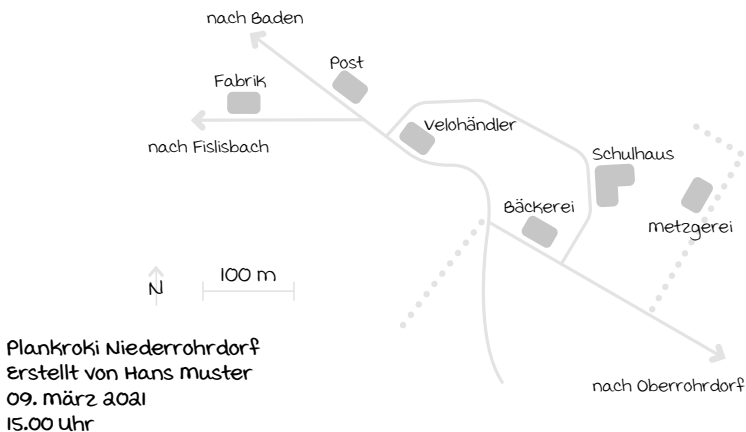 nach Baden
Post
Fabrik
Velohändler
nach Fislisbach
Schulhaus
Bäckerei
Metzgerei
100 m
N
Plankroki Niederrohrdorf
Erstellt von Hans Muster
09. März 2021
15.00 Uhr
nach Oberrohrdorf